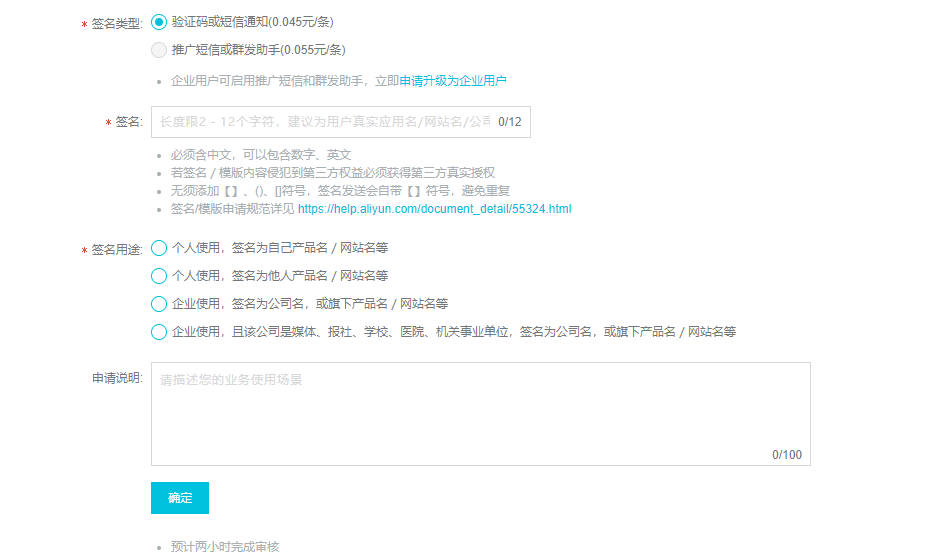 * 签名类型: 验证码或短信通知(0.045元/条)
推广短信或群发助手(0.055元/条)
• 企业用户可启用推广短信和群发助手，立即申请升级为企业用户
* 签名: 长度限2 - 12个字符，建议为用户真实应用名/网站名/公司 0/12
• 必须含中文，可以包含数字、英文
• 若签名 / 模版内容侵犯到第三方权益必须获得第三方真实授权
• 无须添加【 】、()、[]符号，签名发送会自带【 】符号，避免重复
• 签名/模版申请规范详见 https://help.aliyun.com/document_detail/55324.html
* 签名用途: 个人使用，签名为自己产品名 / 网站名等
个人使用，签名为他人产品名 / 网站名等
企业使用，签名为公司名，或旗下产品名 / 网站名等
企业使用，且该公司是媒体、报社、学校、医院、机关事业单位，签名为公司名，或旗下产品名 / 网站名等
申请说明: 请描述您的业务使用场景
0/100
确定
• 预计两小时完成审核